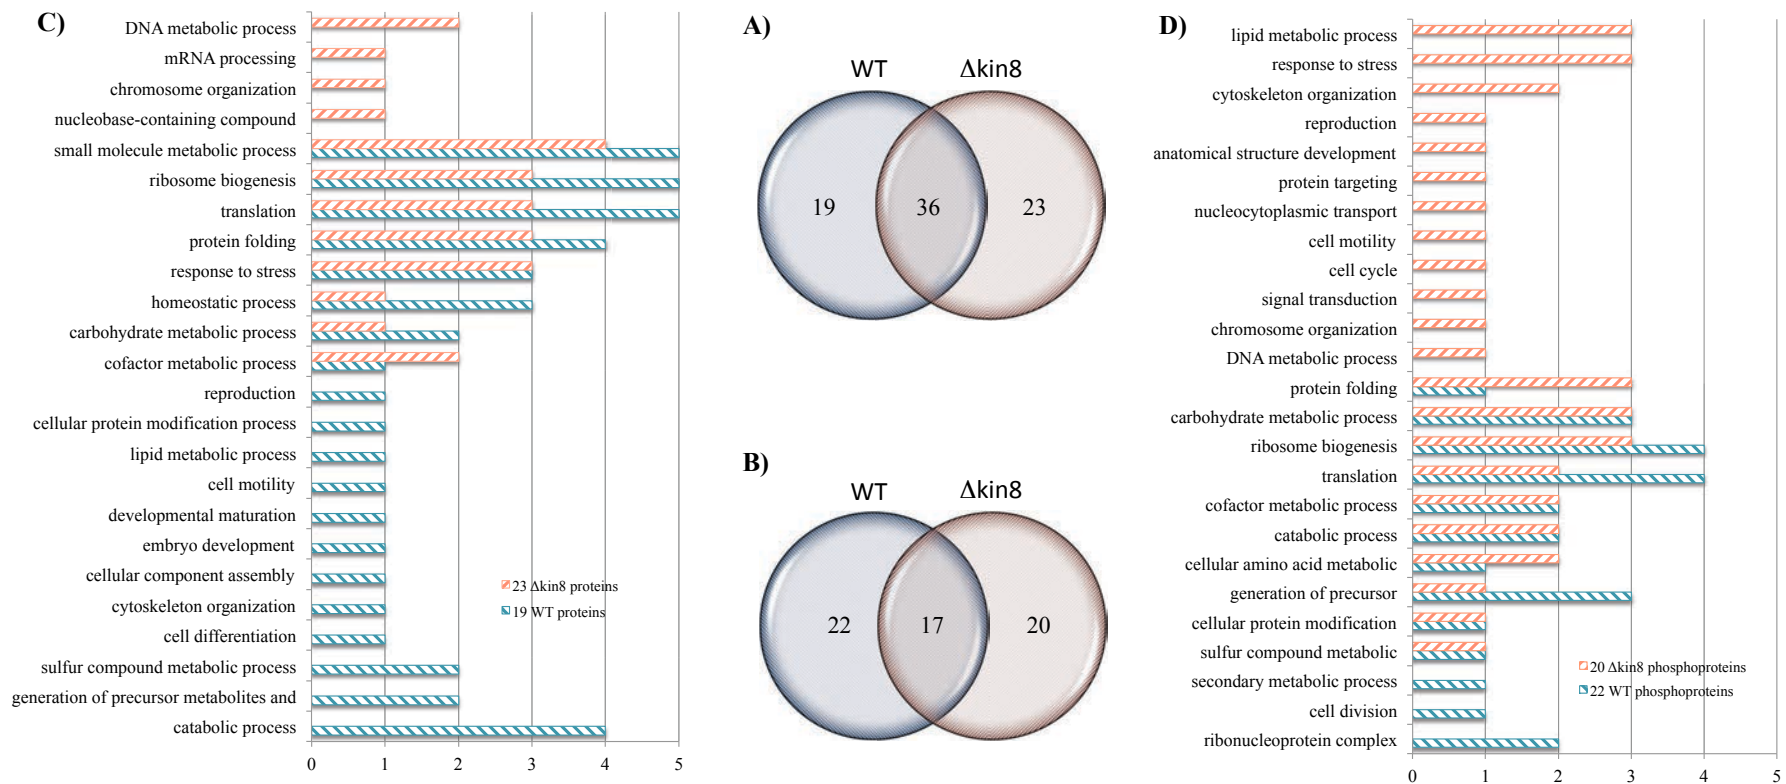 C)
DNA metabolic process
mRNA processing
chromosome organization
nucleobase-containing compound
small molecule metabolic process
ribosome biogenesis
translation
protein folding
response to stress
homeostatic process
carbohydrate metabolic process
cofactor metabolic process
reproduction
cellular protein modification process
lipid metabolic process
cell motility
developmental maturation
embryo development
cellular component assembly
cytoskeleton organization
cell differentiation
sulfur compound metabolic process
generation of precursor metabolites and
catabolic process
0 1 2 3 4 5
23 Δkin8 proteins
19 WT proteins
A)
WT Δkin8
19 36 23
B)
WT Δkin8
22 17 20
D)
lipid metabolic process
response to stress
cytoskeleton organization
reproduction
anatomical structure development
protein targeting
nucleocytoplasmic transport
cell motility
cell cycle
signal transduction
chromosome organization
DNA metabolic process
protein folding
carbohydrate metabolic process
ribosome biogenesis
translation
cofactor metabolic process
catabolic process
cellular amino acid metabolic
generation of precursor
cellular protein modification
sulfur compound metabolic
secondary metabolic process
cell division
ribonucleoprotein complex
0 1 2 3 4 5
20 Δkin8 phosphoproteins
22 WT phosphoproteins